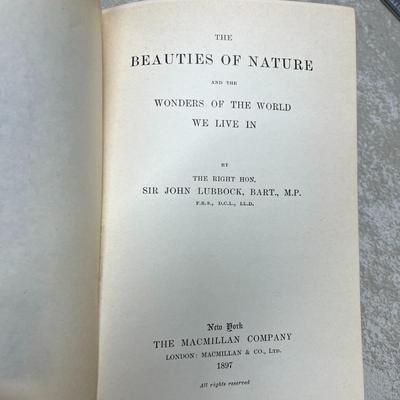 THE
BEAUTIES OF NATURE
AND THE
WONDERS OF THE WORLD
WE LIVE IN
BY
THE RIGHT HON.
SIR JOHN LUBBOCK, BART., M.P.
F.R.S., D.C.L., LL.D.
New York
THE MACMILLAN COMPANY
LONDON: MACMILLAN & CO., LTD.
1897
All rights reserved